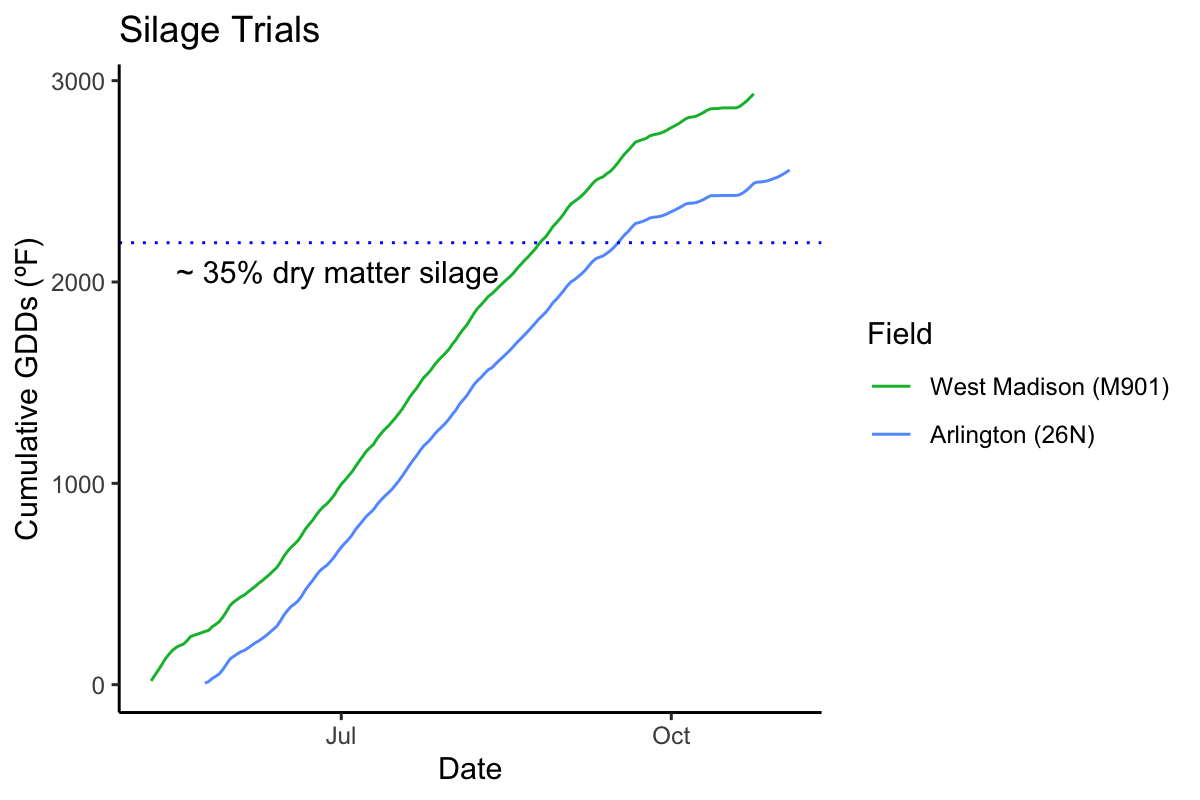 Silage Trials
3000
2000
1000
0
Cumulative GDDs (ºF)
~ 35% dry matter silage
Jul
Oct
Date
Field
West Madison (M901)
Arlington (26N)